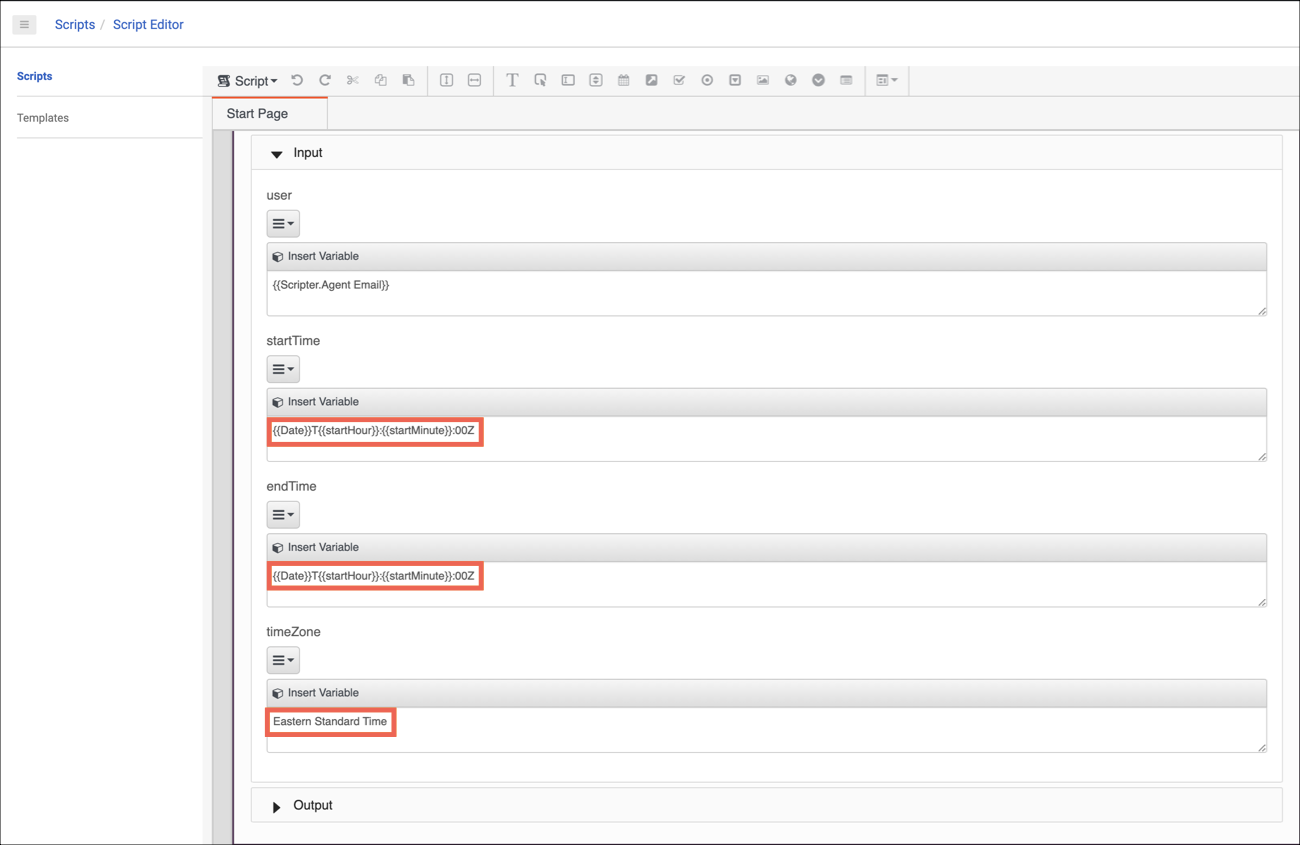 Scripts / Script Editor
Scripts
Templates
Script
Start Page
Input
user
Insert Variable
{{Scripter.Agent Email}}
startTime
Insert Variable
{{Date}}T{{startHour}}:{{startMinute}}:00Z
endTime
Insert Variable
{{Date}}T{{startHour}}:{{startMinute}}:00Z
timeZone
Insert Variable
Eastern Standard Time
Output